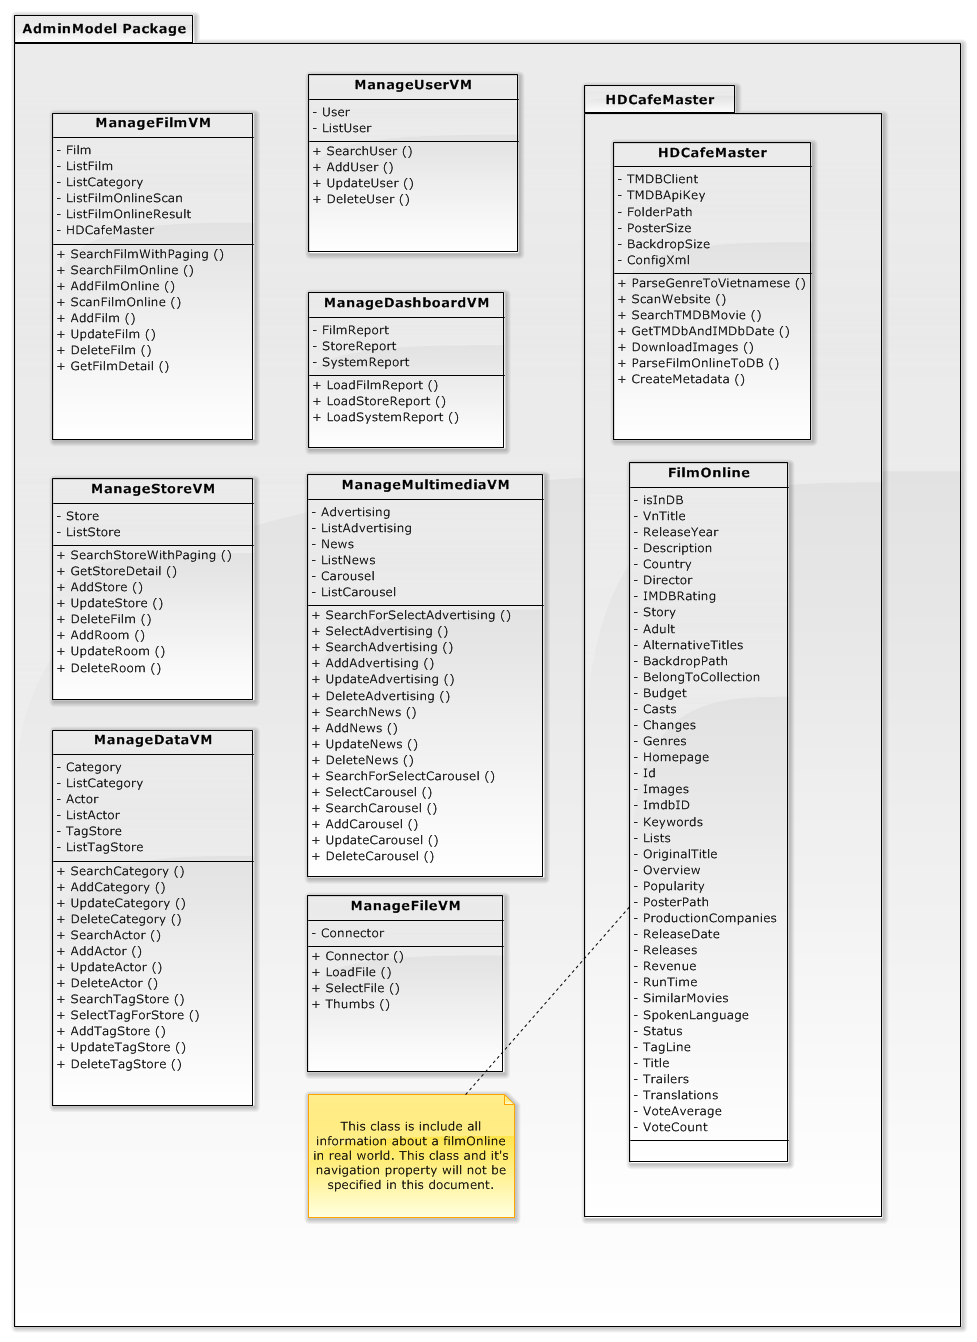 AdminModel Package
ManageFilmVM
- Film
- ListFilm
- ListCategory
- ListFilmOnlineScan
- ListFilmOnlineResult
- HDCafeMaster
+ SearchFilmWithPaging ()
+ SearchFilmOnline ()
+ AddFilmOnline ()
+ ScanFilmOnline ()
+ AddFilm ()
+ UpdateFilm ()
+ DeleteFilm ()
+ GetFilmDetail ()
ManageStoreVM
- Store
- ListStore
+ SearchStoreWithPaging ()
+ GetStoreDetail ()
+ AddStore ()
+ UpdateStore ()
+ DeleteFilm ()
+ AddRoom ()
+ UpdateRoom ()
+ DeleteRoom ()
ManageDataVM
- Category
- ListCategory
- Actor
- ListActor
- TagStore
- ListTagStore
+ SearchCategory ()
+ AddCategory ()
+ UpdateCategory ()
+ DeleteCategory ()
+ SearchActor ()
+ AddActor ()
+ UpdateActor ()
+ DeleteActor ()
+ SearchTagStore ()
+ SelectTagForStore ()
+ AddTagStore ()
+ UpdateTagStore ()
+ DeleteTagStore ()
ManageUserVM
- User
- ListUser
+ SearchUser ()
+ AddUser ()
+ UpdateUser ()
+ DeleteUser ()
ManageDashboardVM
- FilmReport
- StoreReport
- SystemReport
+ LoadFilmReport ()
+ LoadStoreReport ()
+ LoadSystemReport ()
ManageMultimediaVM
- Advertising
- ListAdvertising
- News
- ListNews
- Carousel
- ListCarousel
+ SearchForSelectAdvertising ()
+ SelectAdvertising ()
+ SearchAdvertising ()
+ AddAdvertising ()
+ UpdateAdvertising ()
+ DeleteAdvertising ()
+ SearchNews ()
+ AddNews ()
+ UpdateNews ()
+ DeleteNews ()
+ SearchForSelectCarousel ()
+ SelectCarousel ()
+ SearchCarousel ()
+ AddCarousel ()
+ UpdateCarousel ()
+ DeleteCarousel ()
ManageFileVM
- Connector
+ Connector ()
+ LoadFile ()
+ SelectFile ()
+ Thumbs ()
This class is include all
information about a filmOnline
in real world. This class and it's
navigation property will not be
specified in this document.
HDCafeMaster
HDCafeMaster
- TMDBClient
- TMDBApiKey
- FolderPath
- PosterSize
- BackdropSize
- ConfigXml
+ ParseGenreToVietnamese ()
+ ScanWebsite ()
+ SearchTMDBMovie ()
+ GetTMDbAndIMDbDate ()
+ DownloadImages ()
+ ParseFilmOnlineToDB ()
+ CreateMetadata ()
FilmOnline
- isInDB
- VnTitle
- ReleaseYear
- Description
- Country
- Director
- IMDBRating
- Story
- Adult
- AlternativeTitles
- BackdropPath
- BelongToCollection
- Budget
- Casts
- Changes
- Genres
- Homepage
- Id
- Images
- ImdbID
- Keywords
- Lists
- OriginalTitle
- Overview
- Popularity
- PosterPath
- ProductionCompanies
- ReleaseDate
- Releases
- Revenue
- RunTime
- SimilarMovies
- SpokenLanguage
- Status
- TagLine
- Title
- Trailers
- Translations
- VoteAverage
- VoteCount